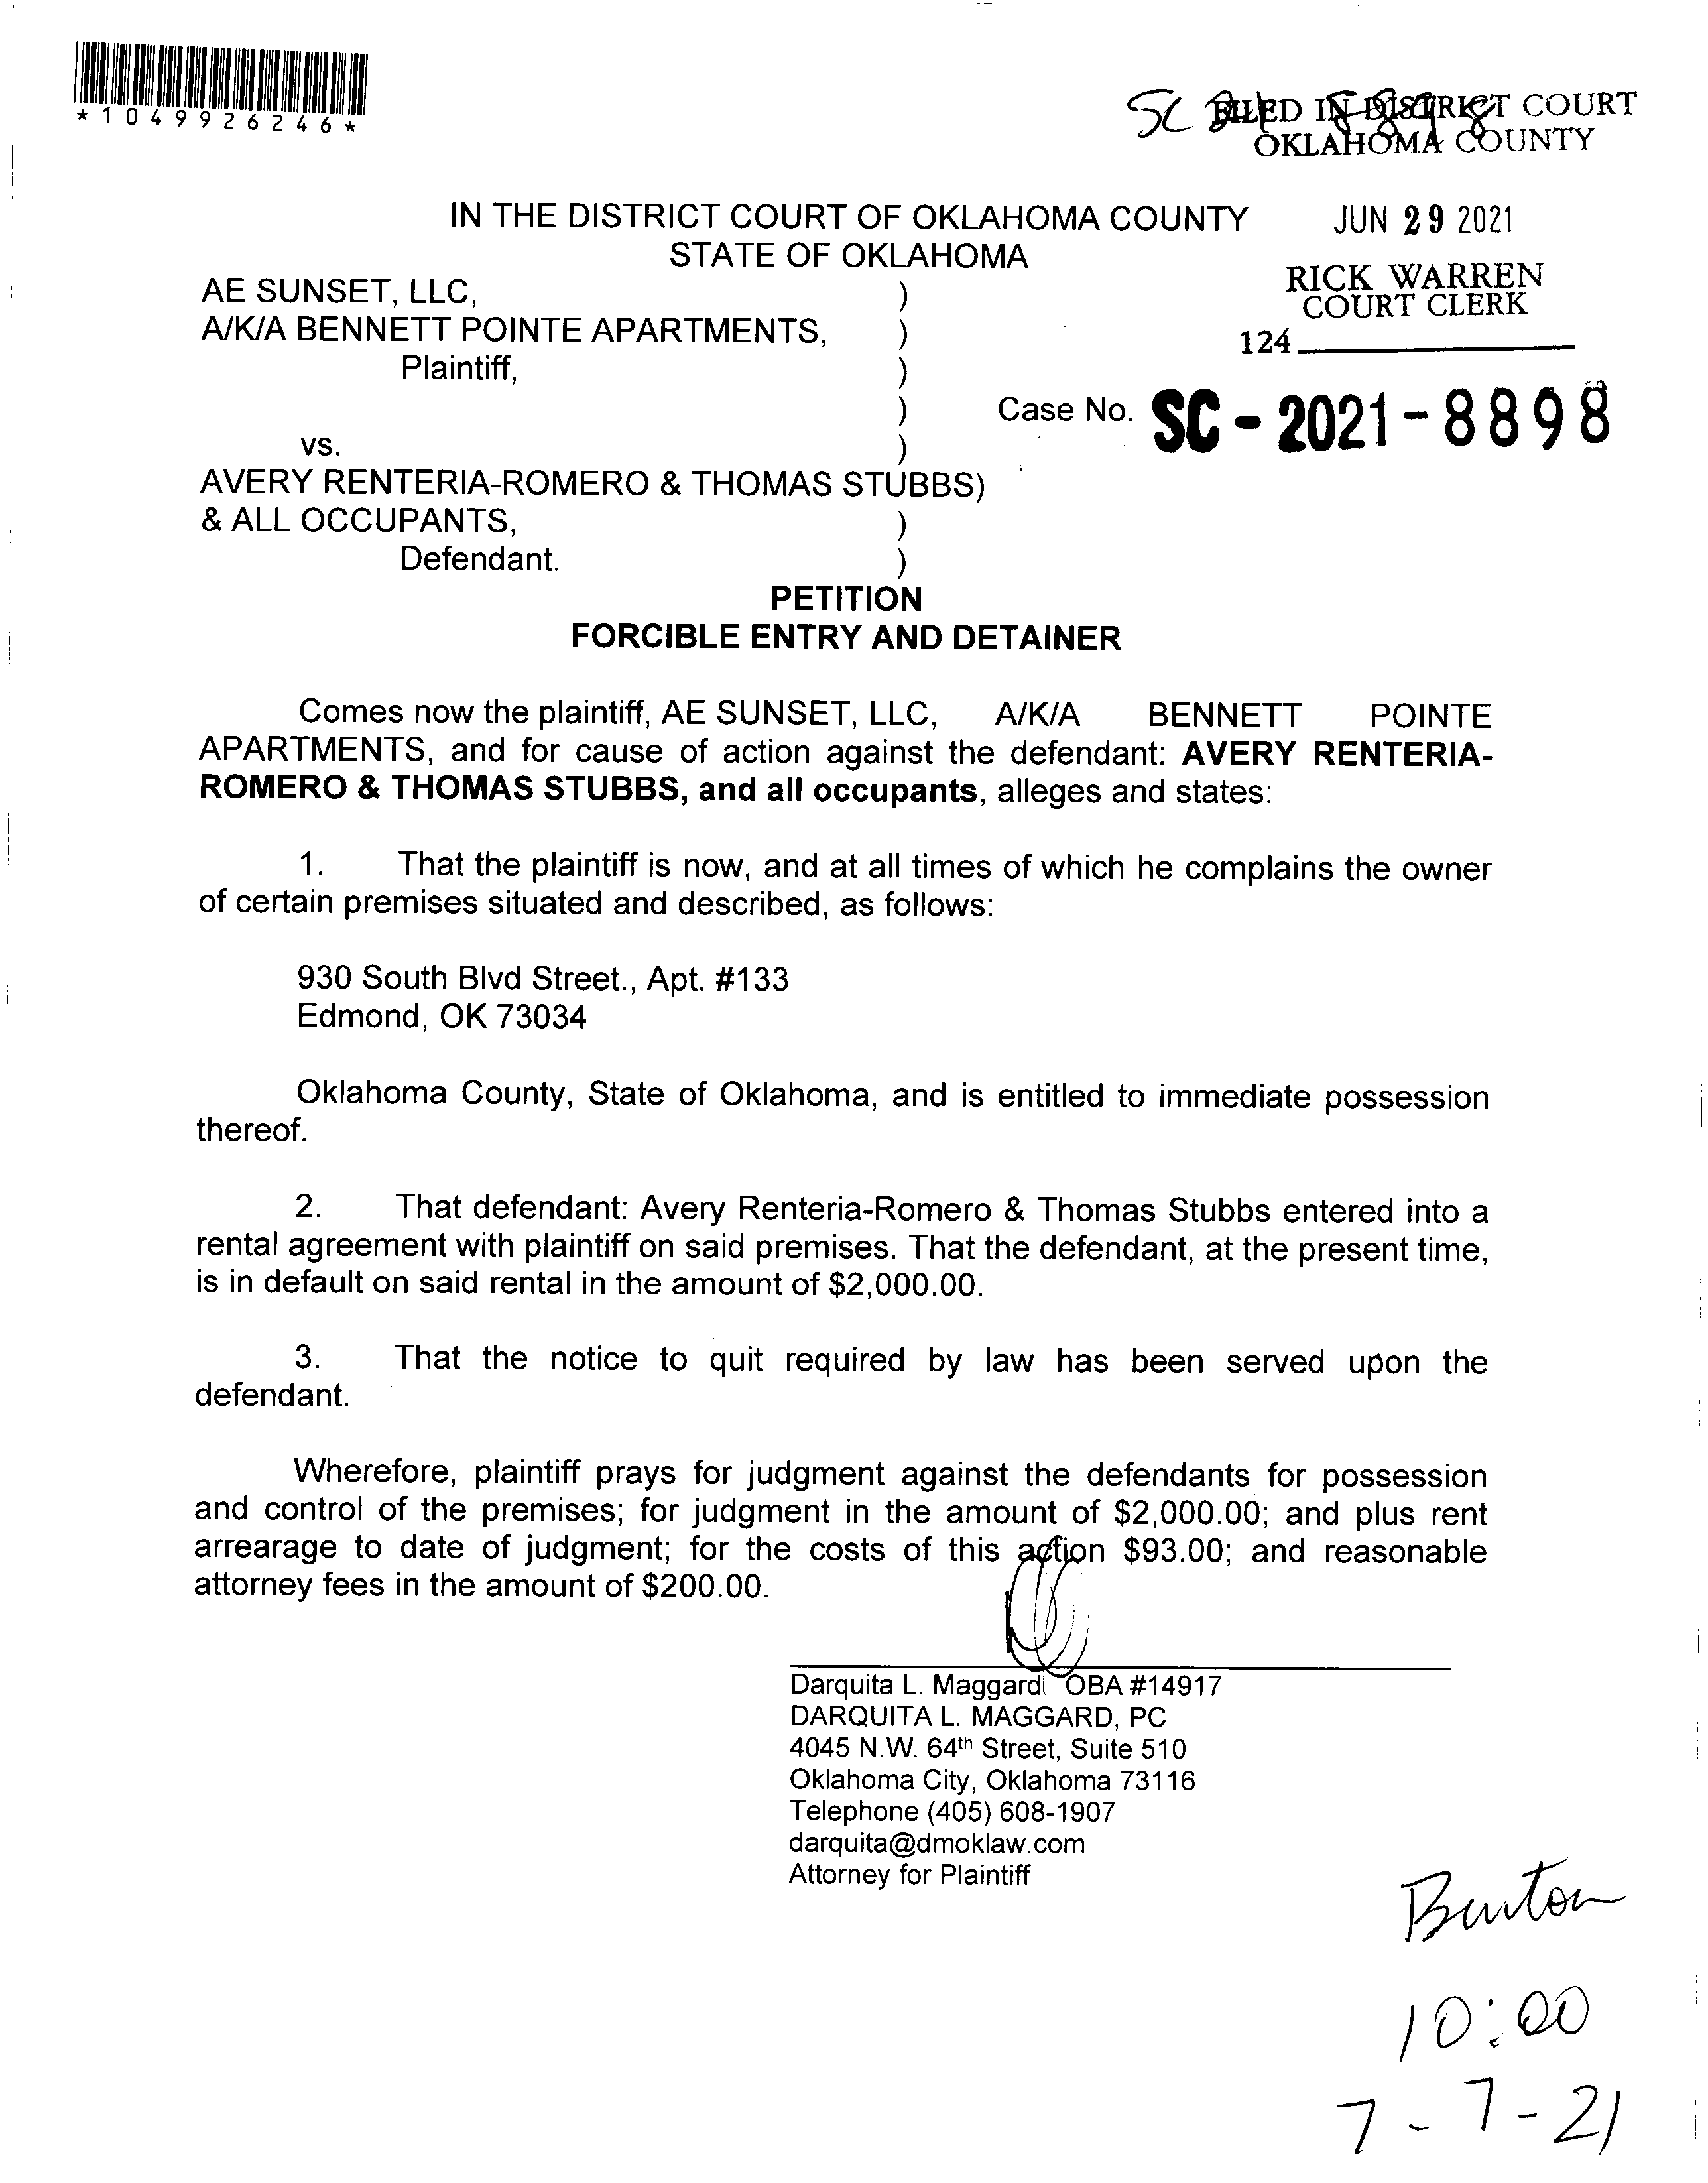 *1049926246*
SC 21 8898
FILED IN DISTRICT COURT
OKLAHOMA COUNTY
IN THE DISTRICT COURT OF OKLAHOMA COUNTY
STATE OF OKLAHOMA
JUN 29 2021
RICK WARREN
COURT CLERK
124
AE SUNSET, LLC, )
A/K/A BENNETT POINTE APARTMENTS, )
Plaintiff, )
) Case No. SC-2021-8898
vs. )
AVERY RENTERIA-ROMERO & THOMAS STUBBS)
& ALL OCCUPANTS, )
Defendant. )
PETITION
FORCIBLE ENTRY AND DETAINER
Comes now the plaintiff, AE SUNSET, LLC, A/K/A BENNETT POINTE
APARTMENTS, and for cause of action against the defendant: AVERY RENTERIA-
ROMERO & THOMAS STUBBS, and all occupants, alleges and states:
1. That the plaintiff is now, and at all times of which he complains the owner
of certain premises situated and described, as follows:
930 South Blvd Street., Apt. #133
Edmond, OK 73034
Oklahoma County, State of Oklahoma, and is entitled to immediate possession
thereof.
2. That defendant: Avery Renteria-Romero & Thomas Stubbs entered into a
rental agreement with plaintiff on said premises. That the defendant, at the present time,
is in default on said rental in the amount of $2,000.00.
3. That the notice to quit required by law has been served upon the
defendant.
Wherefore, plaintiff prays for judgment against the defendants for possession
and control of the premises; for judgment in the amount of $2,000.00; and plus rent
arrearage to date of judgment; for the costs of this action $93.00; and reasonable
attorney fees in the amount of $200.00.
Darquita L. Maggard OBA #14917
DARQUITA L. MAGGARD, PC
4045 N.W. 64th Street, Suite 510
Oklahoma City, Oklahoma 73116
Telephone (405) 608-1907
darquita@dmoklaw.com
Attorney for Plaintiff
10:00
7-7-21